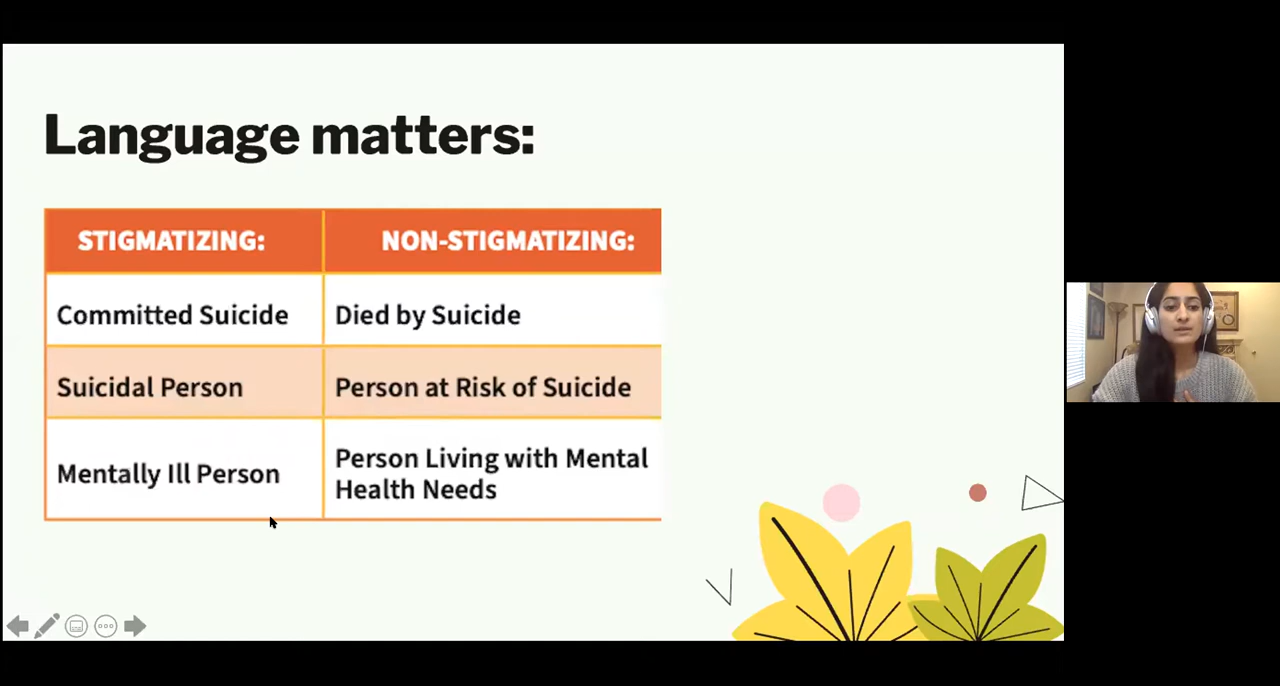 Language matters:
STIGMATIZING: NON-STIGMATIZING:
Committed Suicide Died by Suicide
Suicidal Person Person at Risk of Suicide
Mentally Ill Person Person Living with Mental
Health Needs